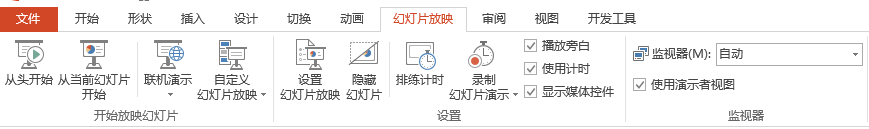 文件 开始 形状 插入 设计 切换 动画 幻灯片放映 审阅 视图 开发工具
从头开始 从当前幻灯片开始 联机演示 自定义幻灯片放映 设置幻灯片放映 隐藏幻灯片 排练计时 录制幻灯片演示
播放旁白
使用计时
显示媒体控件
监视器(M): 自动
使用演示者视图
开始放映幻灯片 设置 监视器